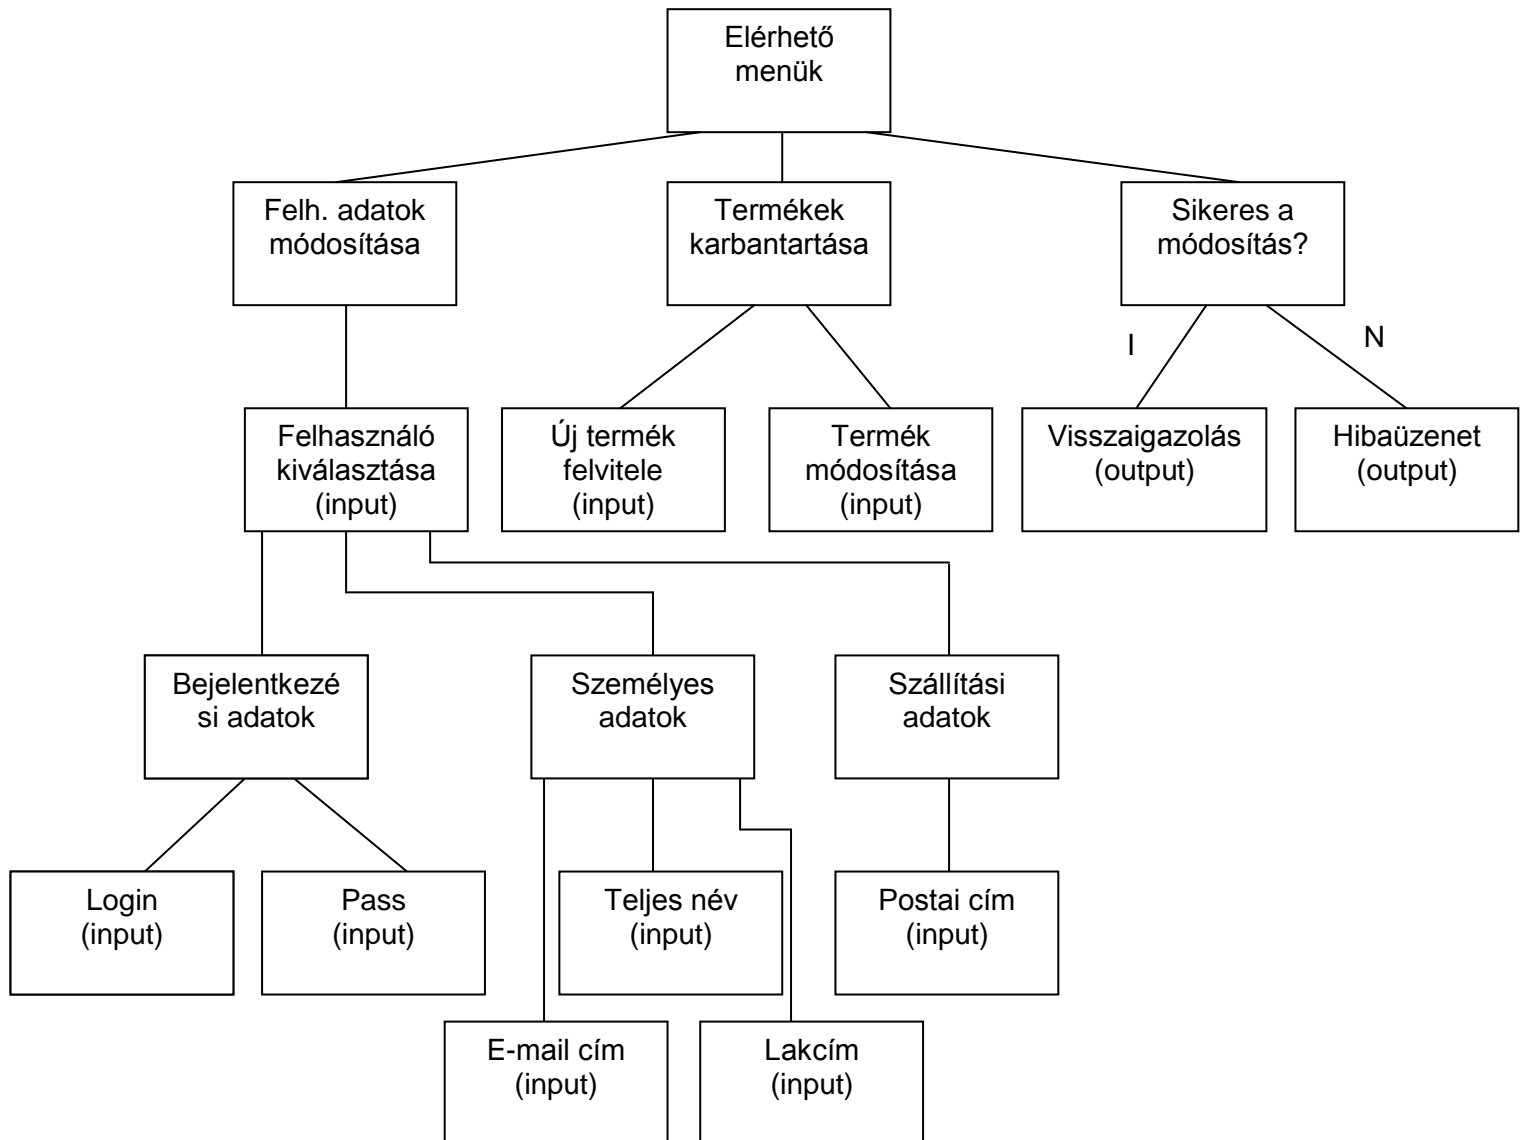 Elérhető
menük
Felh. adatok
módosítása
Termékek
karbantartása
Sikeres a
módosítás?
I
N
Felhasználó
kiválasztása
(input)
Új termék
felvitele
(input)
Termék
módosítása
(input)
Visszaigazolás
(output)
Hibaüzenet
(output)
Bejelentkezé
si adatok
Személyes
adatok
Szállítási
adatok
Login
(input)
Pass
(input)
Teljes név
(input)
Postai cím
(input)
E-mail cím
(input)
Lakcím
(input)